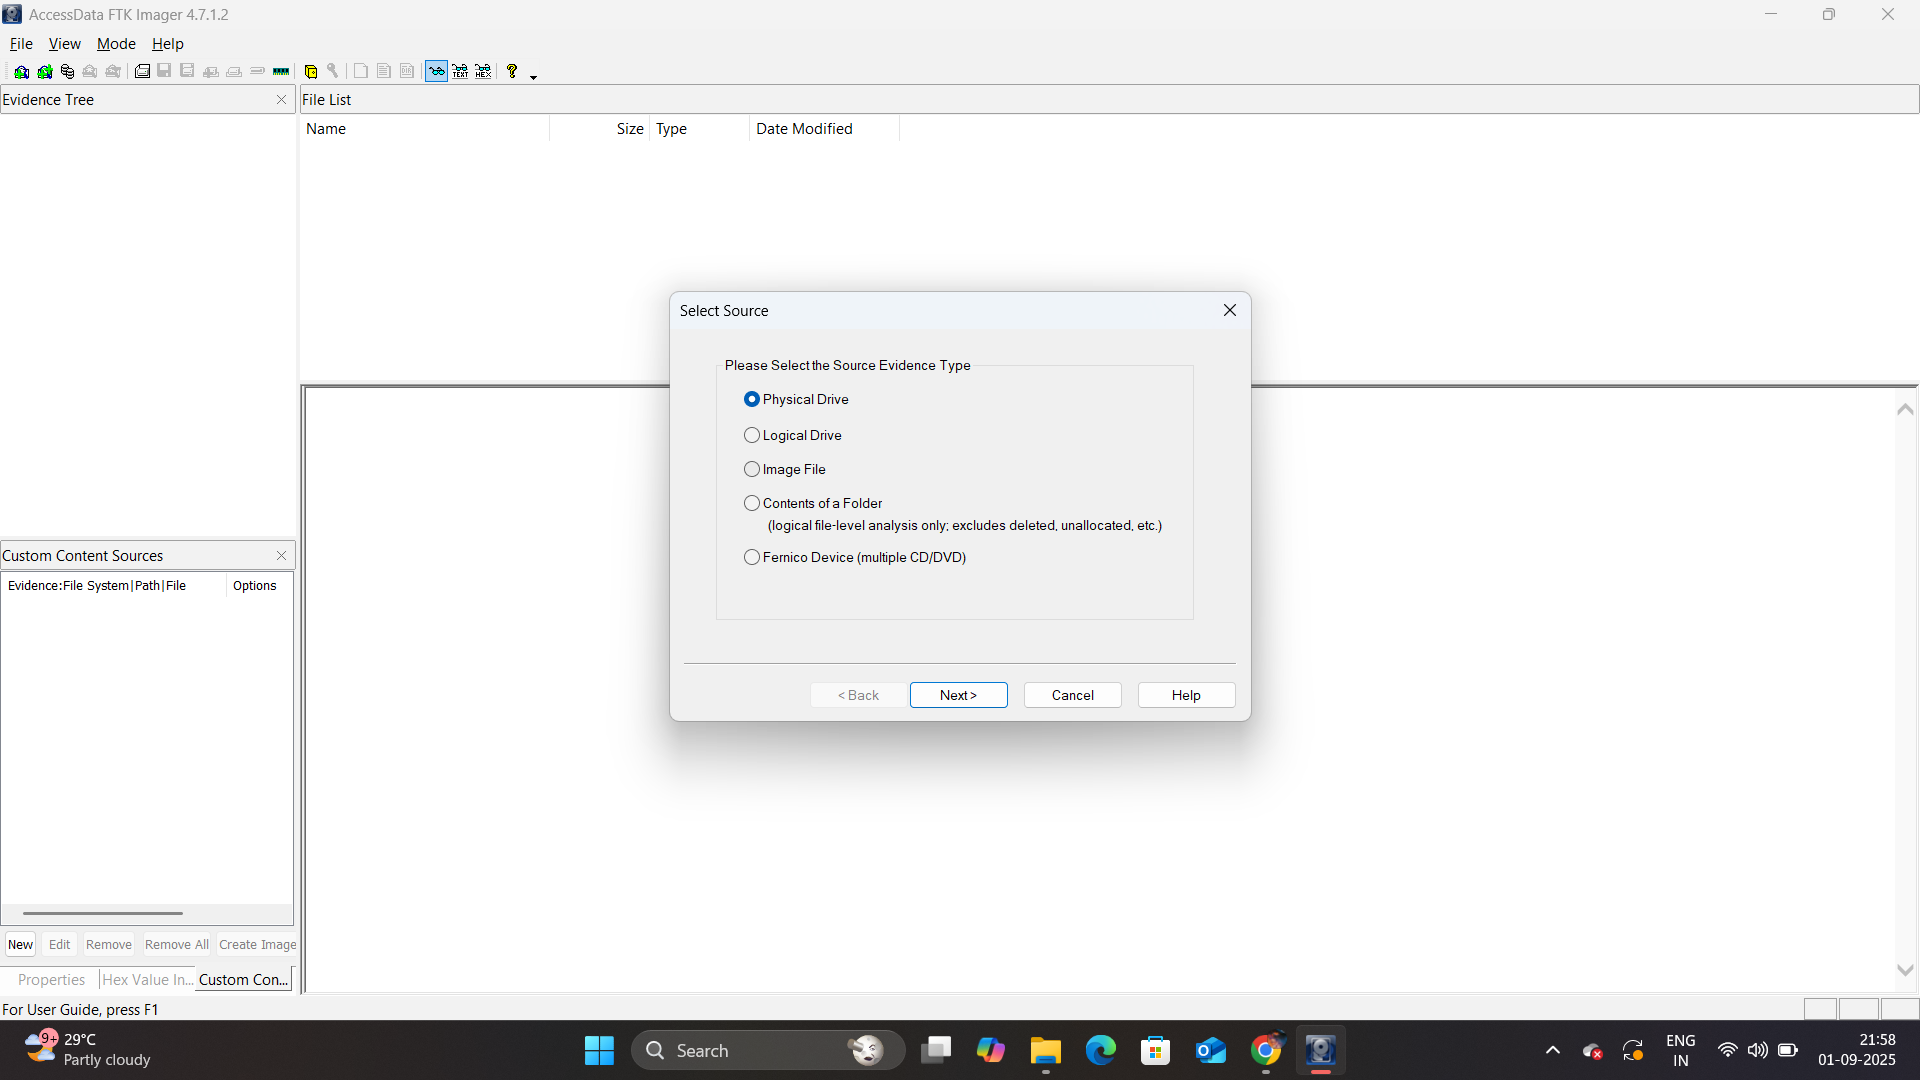 AccessData FTK Imager 4.7.1.2
File View Mode Help
TEXT HEX
Evidence Tree
File List
Name Size Type Date Modified
Select Source
Please Select the Source Evidence Type
Physical Drive
Logical Drive
Image File
Contents of a Folder
(logical file-level analysis only; excludes deleted, unallocated, etc.)
Fernico Device (multiple CD/DVD)
< Back Next > Cancel Help
Custom Content Sources
Evidence:File System|Path|File Options
New Edit Remove Remove All Create Image
Properties Hex Value In... Custom Con...
For User Guide, press F1
9+ 29°C
Partly cloudy
Search
ENG
IN
21:58
01-09-2025